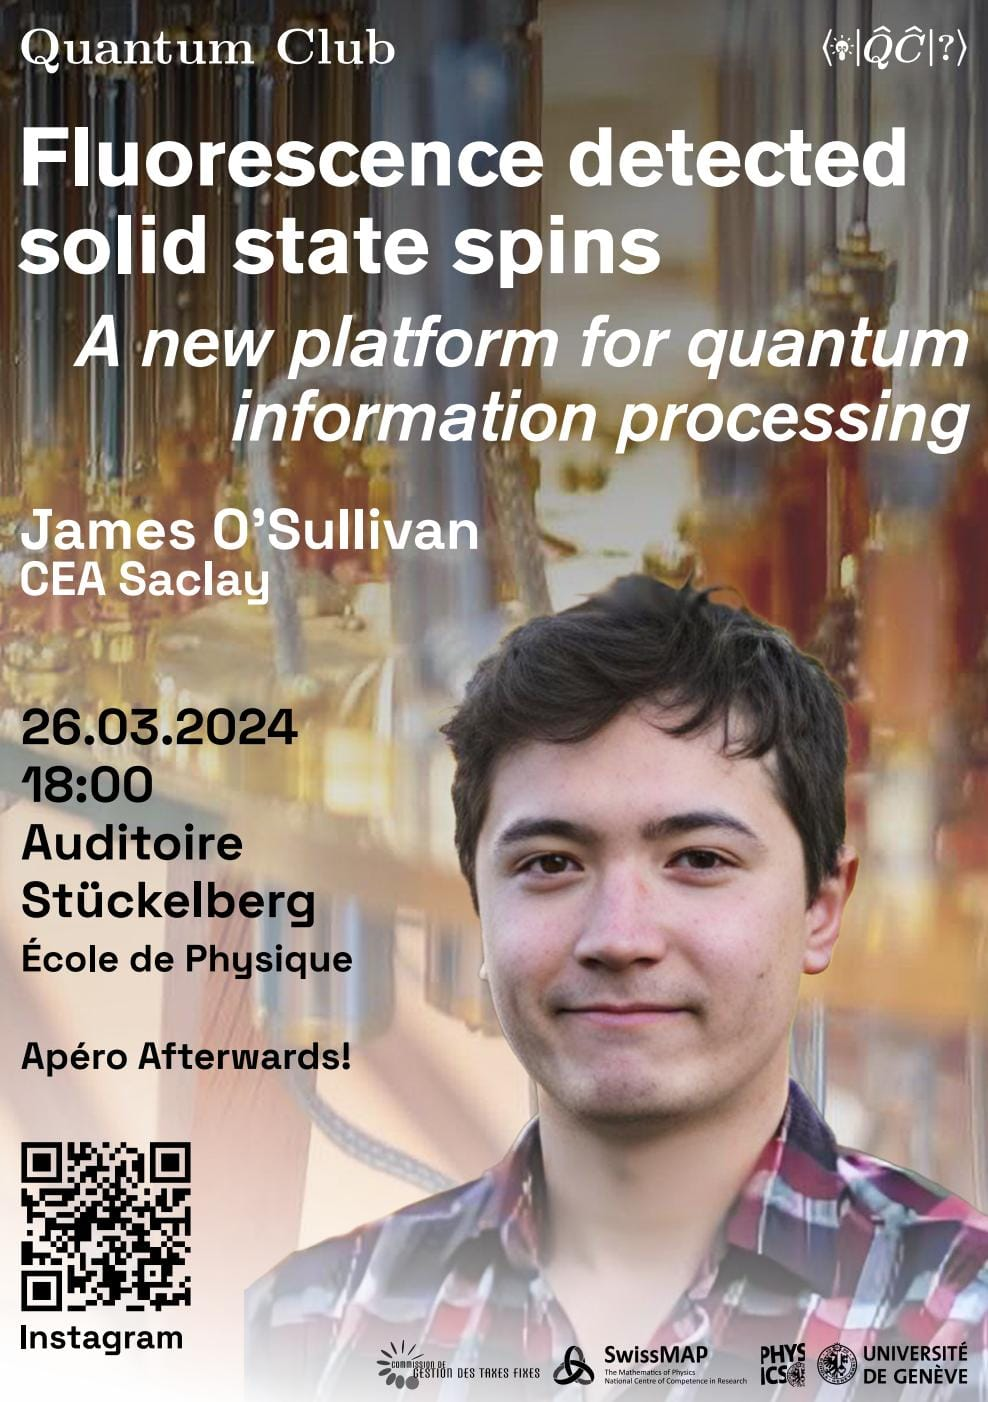 Quantum Club
⟨|Q̂Ĉ|?⟩
Fluorescence detected
solid state spins
A new platform for quantum
information processing
James O'Sullivan
CEA Saclay
26.03.2024
18:00
Auditoire
Stückelberg
École de Physique
Apéro Afterwards!
Instagram
COMMISSION DE
GESTION DES TAXES FIXES
SwissMAP
The Mathematics of Physics
National Centre of Competence in Research
PHYS
ICS
UNIVERSITÉ
DE GENÈVE